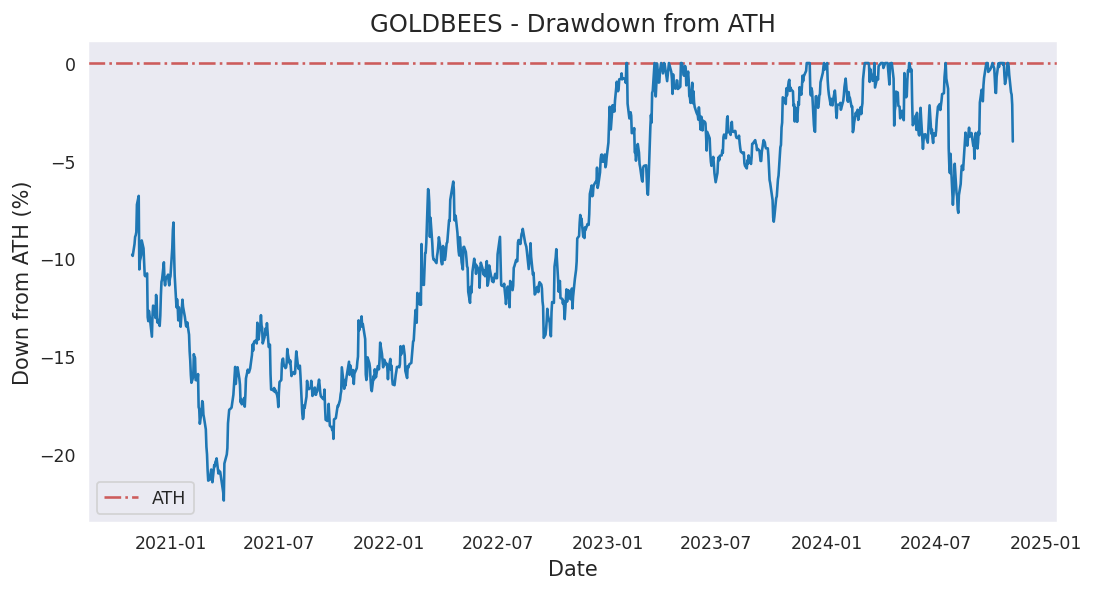 GOLDBEES - Drawdown from ATH
Down from ATH (%)
0
−5
−10
−15
−20
ATH
2021-01 2021-07 2022-01 2022-07 2023-01 2023-07 2024-01 2024-07 2025-01
Date